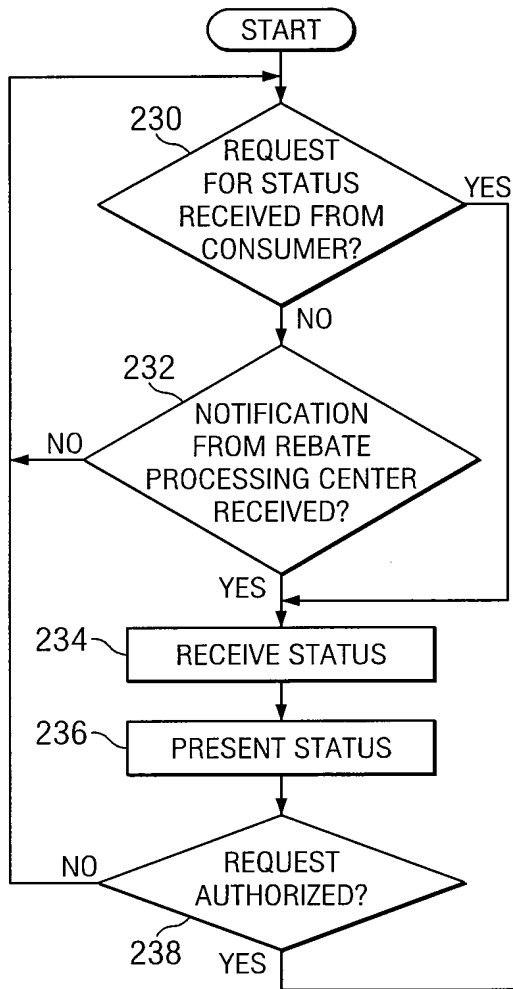 START
230
REQUEST
FOR STATUS
RECEIVED FROM
CONSUMER?
YES
NO
232
NOTIFICATION
FROM REBATE
PROCESSING CENTER
RECEIVED?
NO
YES
234
RECEIVE STATUS
236
PRESENT STATUS
NO
REQUEST
AUTHORIZED?
238
YES